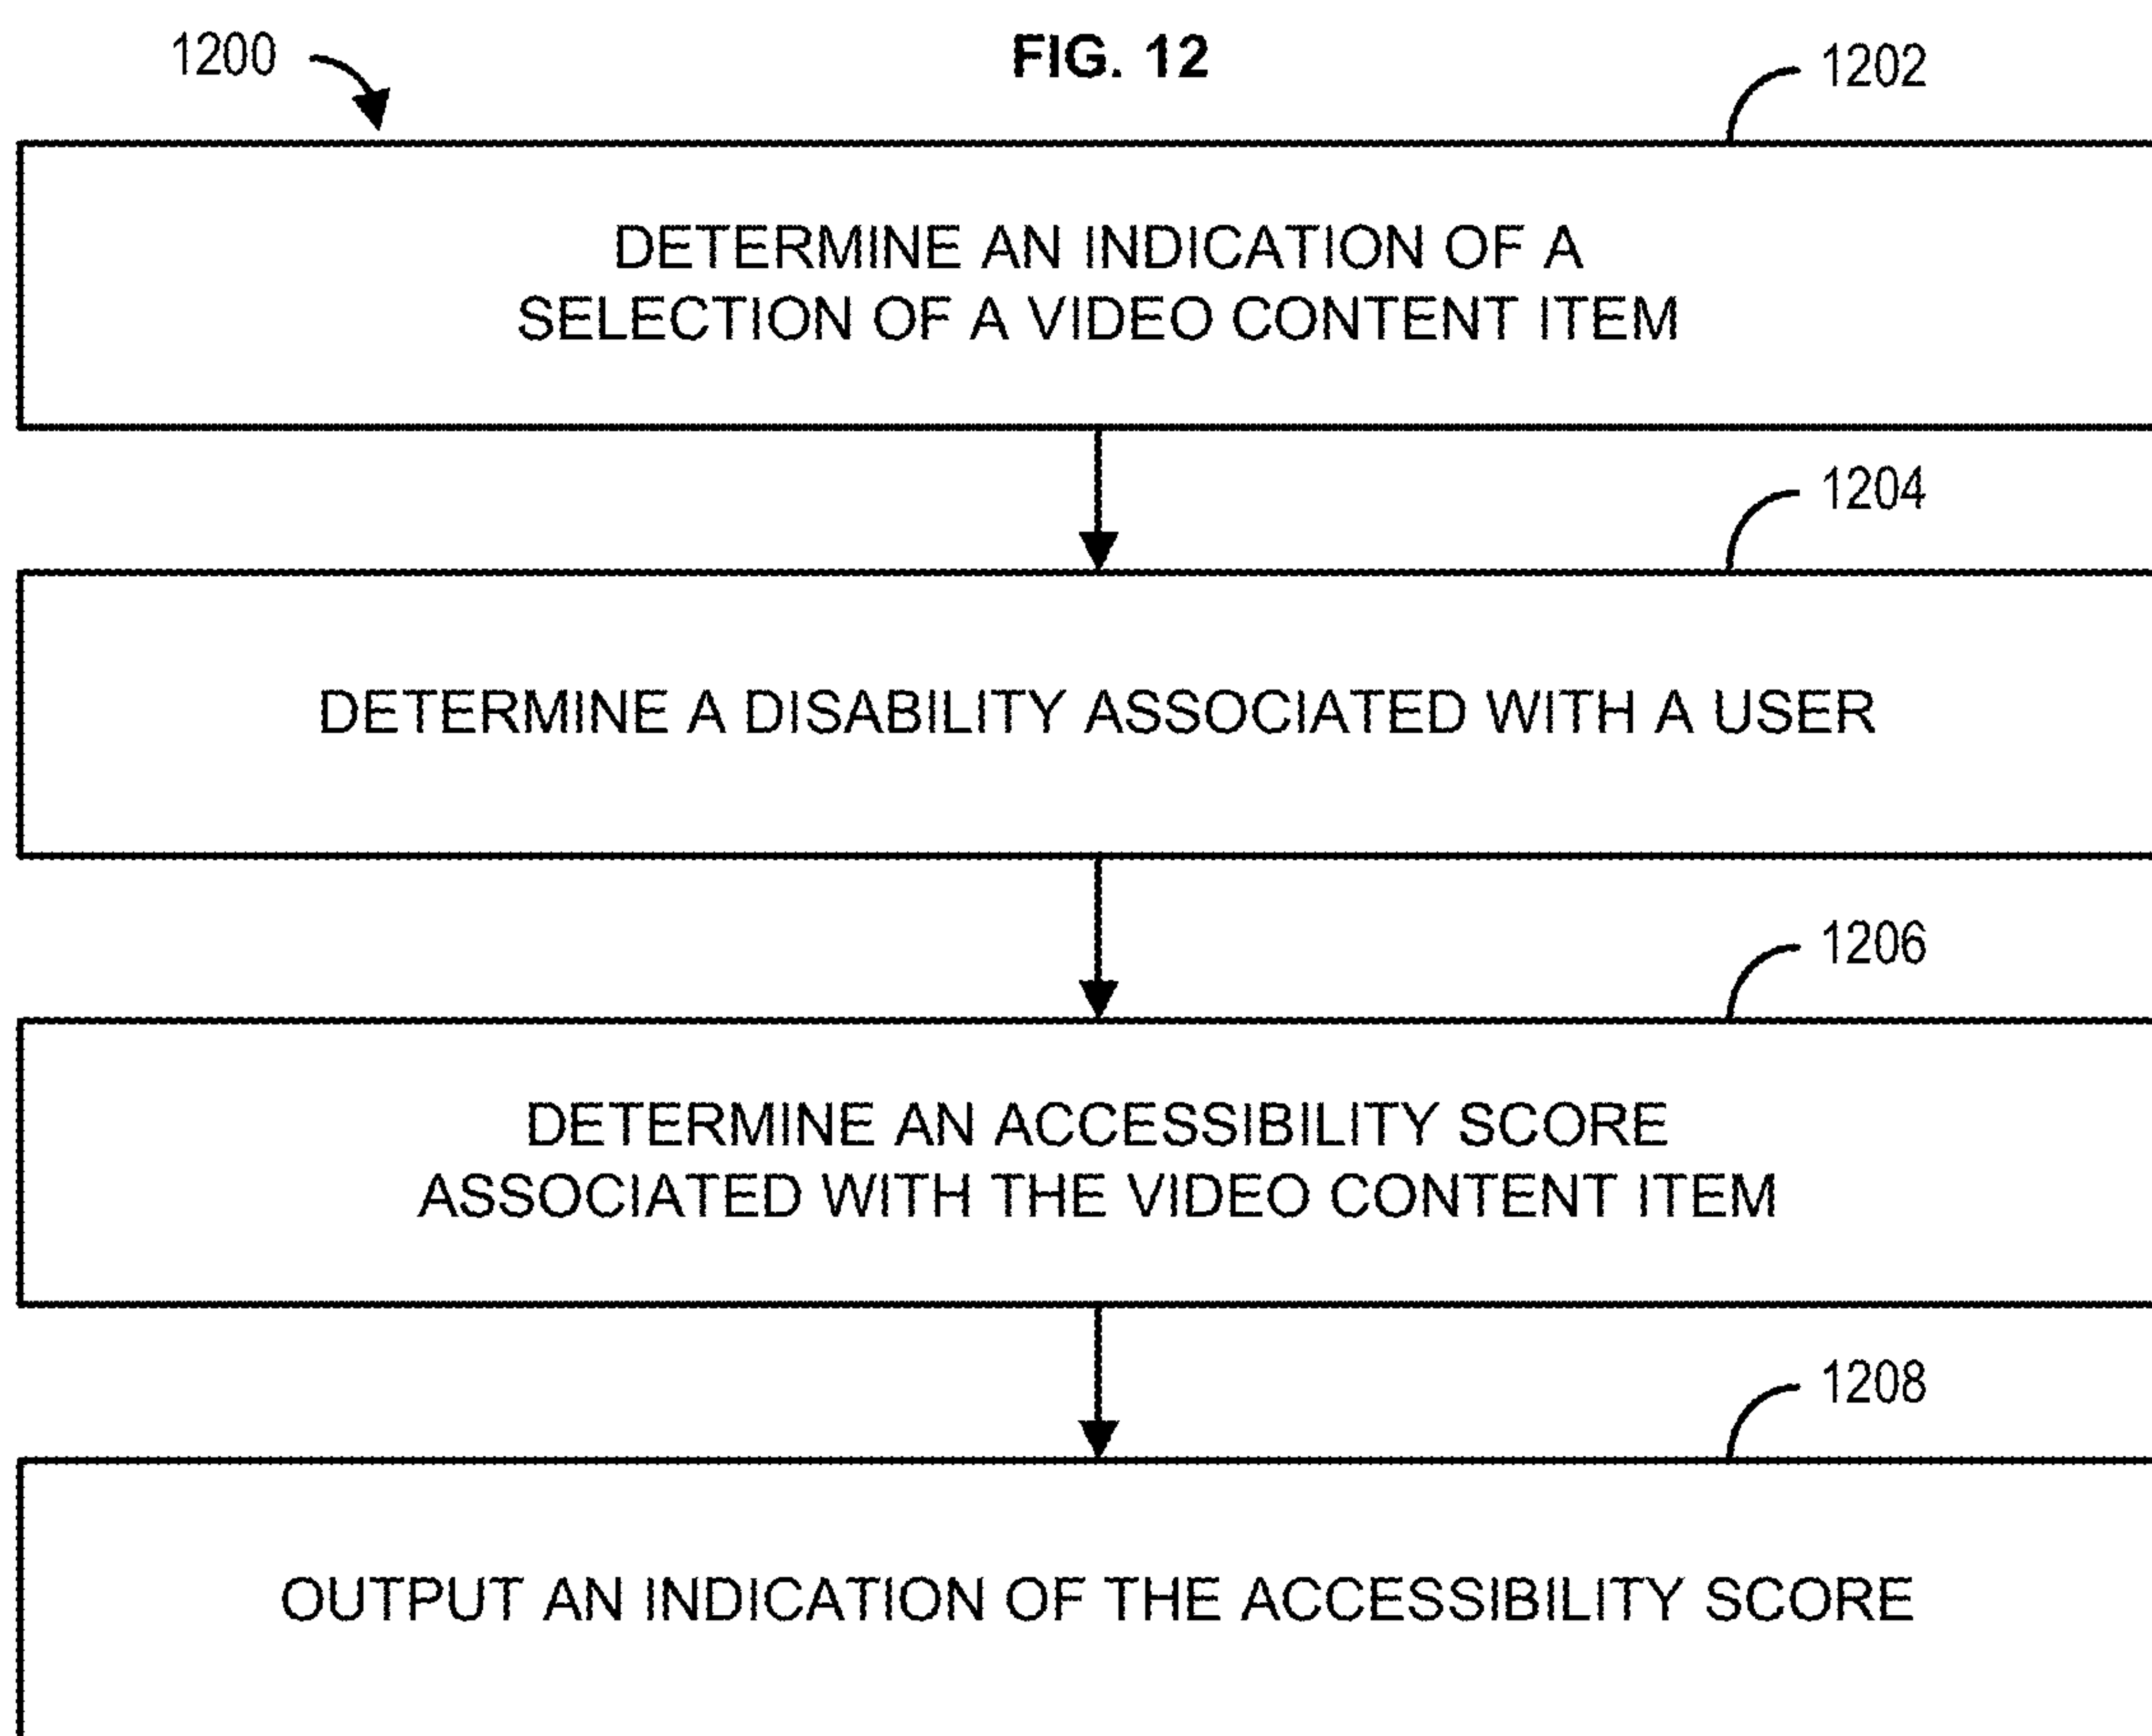 1200
FIG. 12
1202
DETERMINE AN INDICATION OF A
SELECTION OF A VIDEO CONTENT ITEM
1204
DETERMINE A DISABILITY ASSOCIATED WITH A USER
1206
DETERMINE AN ACCESSIBILITY SCORE
ASSOCIATED WITH THE VIDEO CONTENT ITEM
1208
OUTPUT AN INDICATION OF THE ACCESSIBILITY SCORE